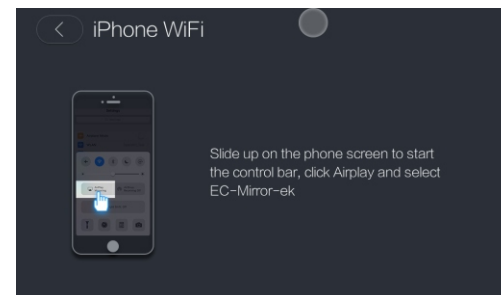 iPhone WiFi
Slide up on the phone screen to start
the control bar, click Airplay and select
EC-Mirror-ek